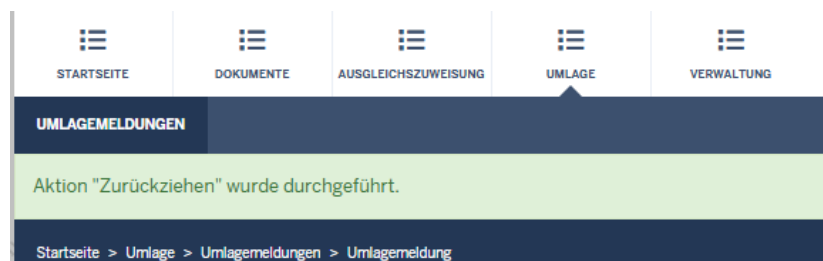 STARTSEITE DOKUMENTE AUSGLEICHSZUWEISUNG UMLAGE VERWALTUNG
UMLAGEMELDUNGEN
Aktion "Zurückziehen" wurde durchgeführt.
Startseite > Umlage > Umlagemeldungen > Umlagemeldung